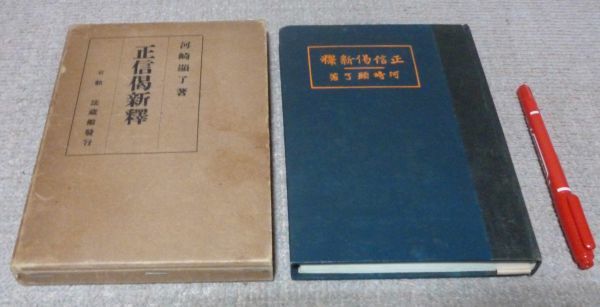 河崎顯了著
正信偈新釋
京都 法藏館發行
正信偈新釋
河崎顯了著